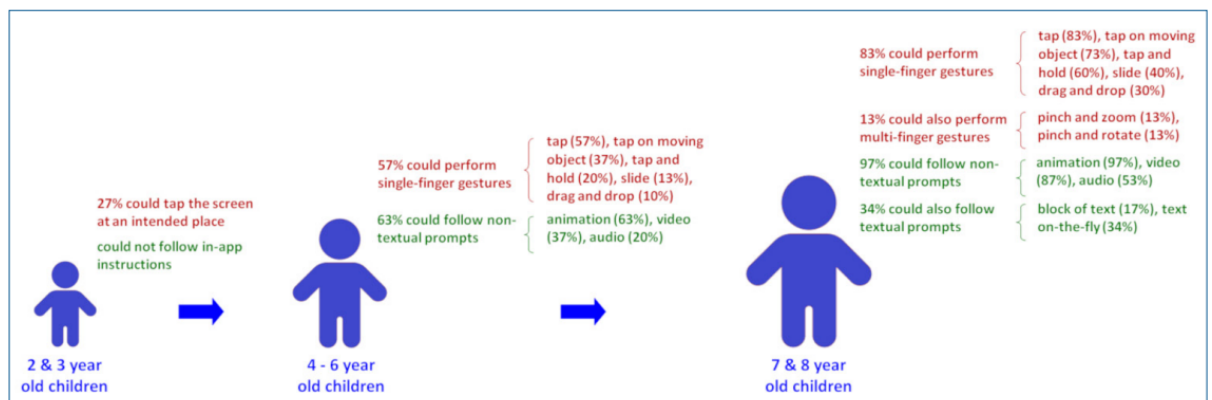 27% could tap the screen
at an intended place
could not follow in-app
instructions
2 & 3 year
old children
57% could perform
single-finger gestures
tap (57%), tap on moving
object (37%), tap and
hold (20%), slide (13%),
drag and drop (10%)
63% could follow non-
textual prompts
animation (63%), video
(37%), audio (20%)
4 - 6 year
old children
83% could perform
single-finger gestures
tap (83%), tap on moving
object (73%), tap and
hold (60%), slide (40%),
drag and drop (30%)
13% could also perform
multi-finger gestures
pinch and zoom (13%),
pinch and rotate (13%)
97% could follow non-
textual prompts
animation (97%), video
(87%), audio (53%)
34% could also follow
textual prompts
block of text (17%), text
on-the-fly (34%)
7 & 8 year
old children